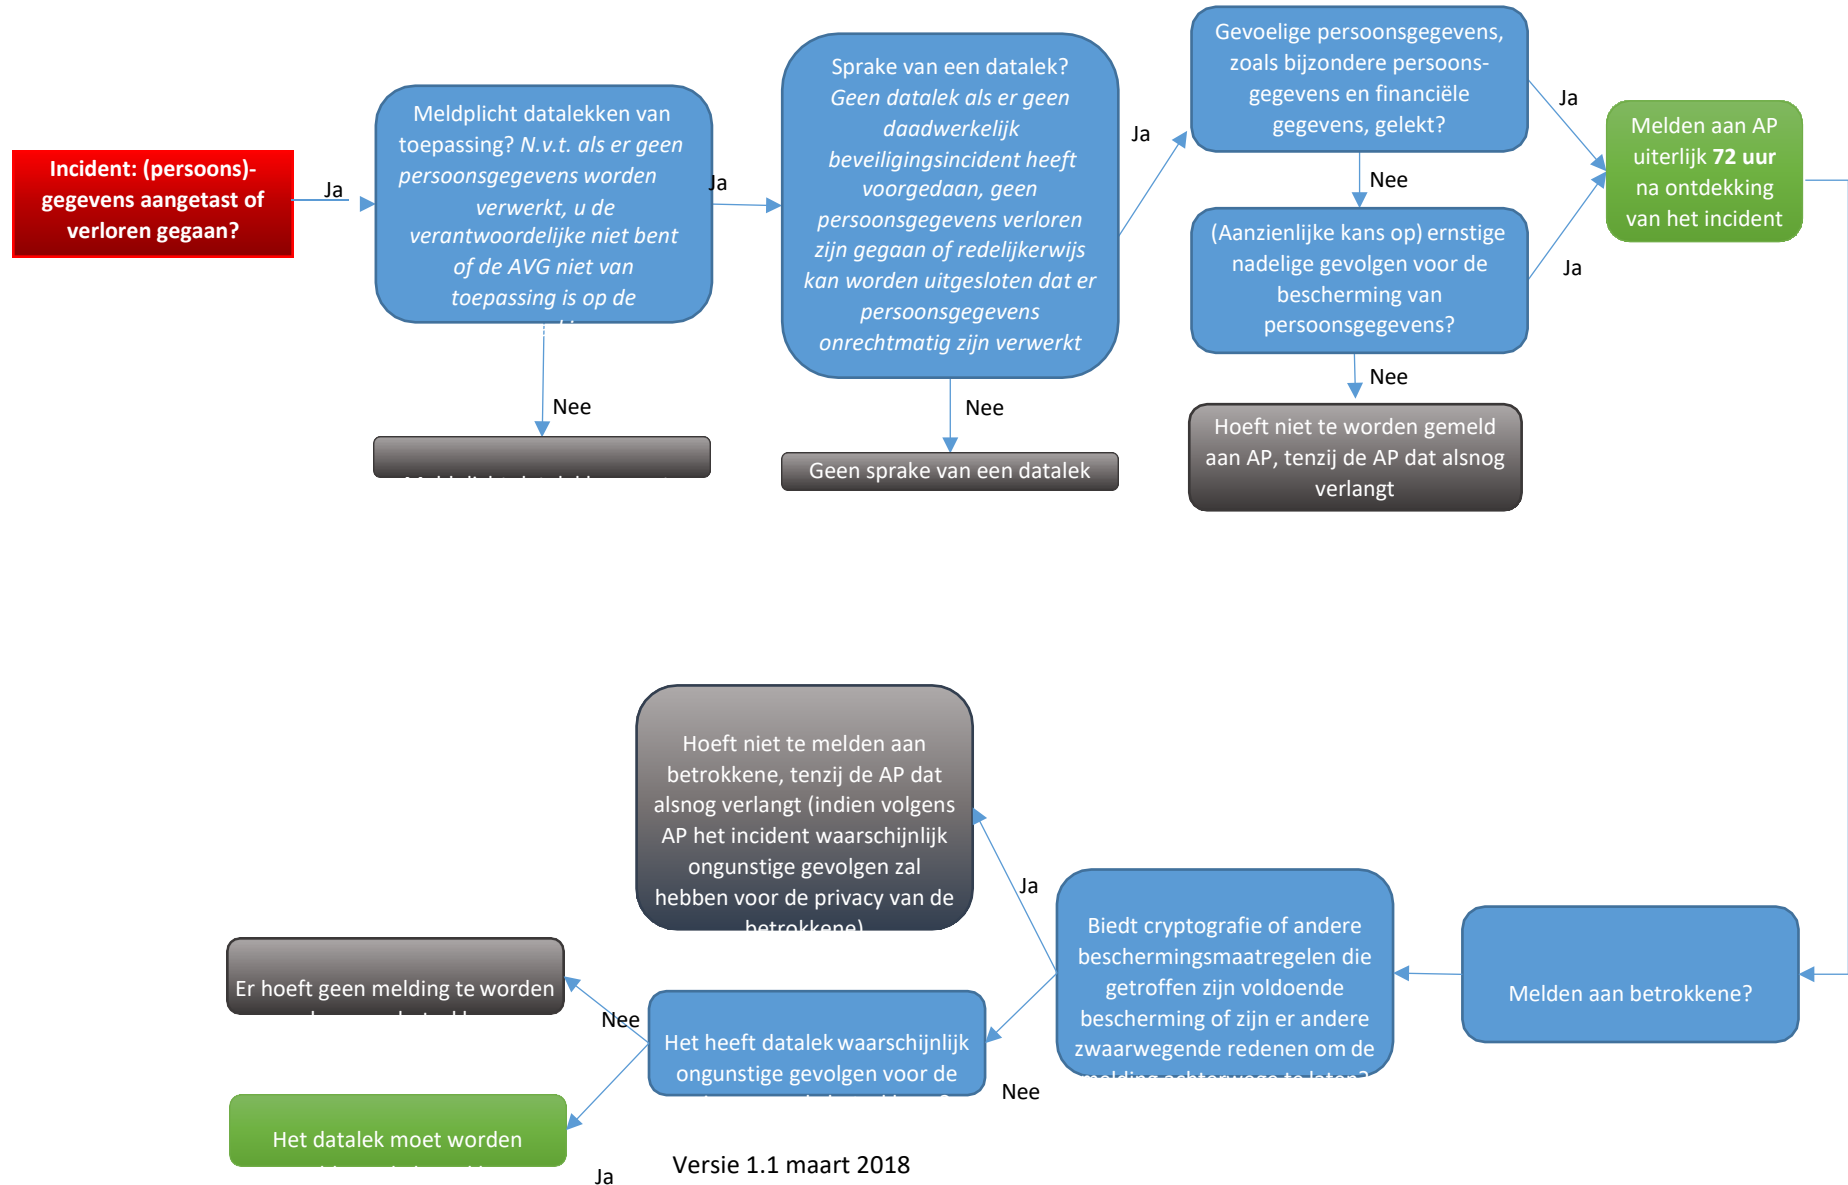 Incident: (persoons)-
gegevens aangetast of
verloren gegaan?
Ja
Meldplicht datalekken van
toepassing? N.v.t. als er geen
persoonsgegevens worden
verwerkt, u de
verantwoordelijke niet bent
of de AVG niet van
toepassing is op de
Nee
Ja
Sprake van een datalek?
Geen datalek als er geen
daadwerkelijk
beveiligingsincident heeft
voorgedaan, geen
persoonsgegevens verloren
zijn gegaan of redelijkerwijs
kan worden uitgesloten dat er
persoonsgegevens
onrechtmatig zijn verwerkt
Nee
Geen sprake van een datalek
Ja
Gevoelige persoonsgegevens,
zoals bijzondere persoons-
gegevens en financiële
gegevens, gelekt?
Ja
Nee
(Aanzienlijke kans op) ernstige
nadelige gevolgen voor de
bescherming van
persoonsgegevens?
Ja
Nee
Hoeft niet te worden gemeld
aan AP, tenzij de AP dat alsnog
verlangt
Melden aan AP
uiterlijk 72 uur
na ontdekking
van het incident
Melden aan betrokkene?
Biedt cryptografie of andere
beschermingsmaatregelen die
getroffen zijn voldoende
bescherming of zijn er andere
zwaarwegende redenen om de
melding achterwege te laten?
Ja
Hoeft niet te melden aan
betrokkene, tenzij de AP dat
alsnog verlangt (indien volgens
AP het incident waarschijnlijk
ongunstige gevolgen zal
hebben voor de privacy van de
betrokkene)
Nee
Het heeft datalek waarschijnlijk
ongunstige gevolgen voor de
Nee
Er hoeft geen melding te worden
Ja
Het datalek moet worden
Versie 1.1 maart 2018